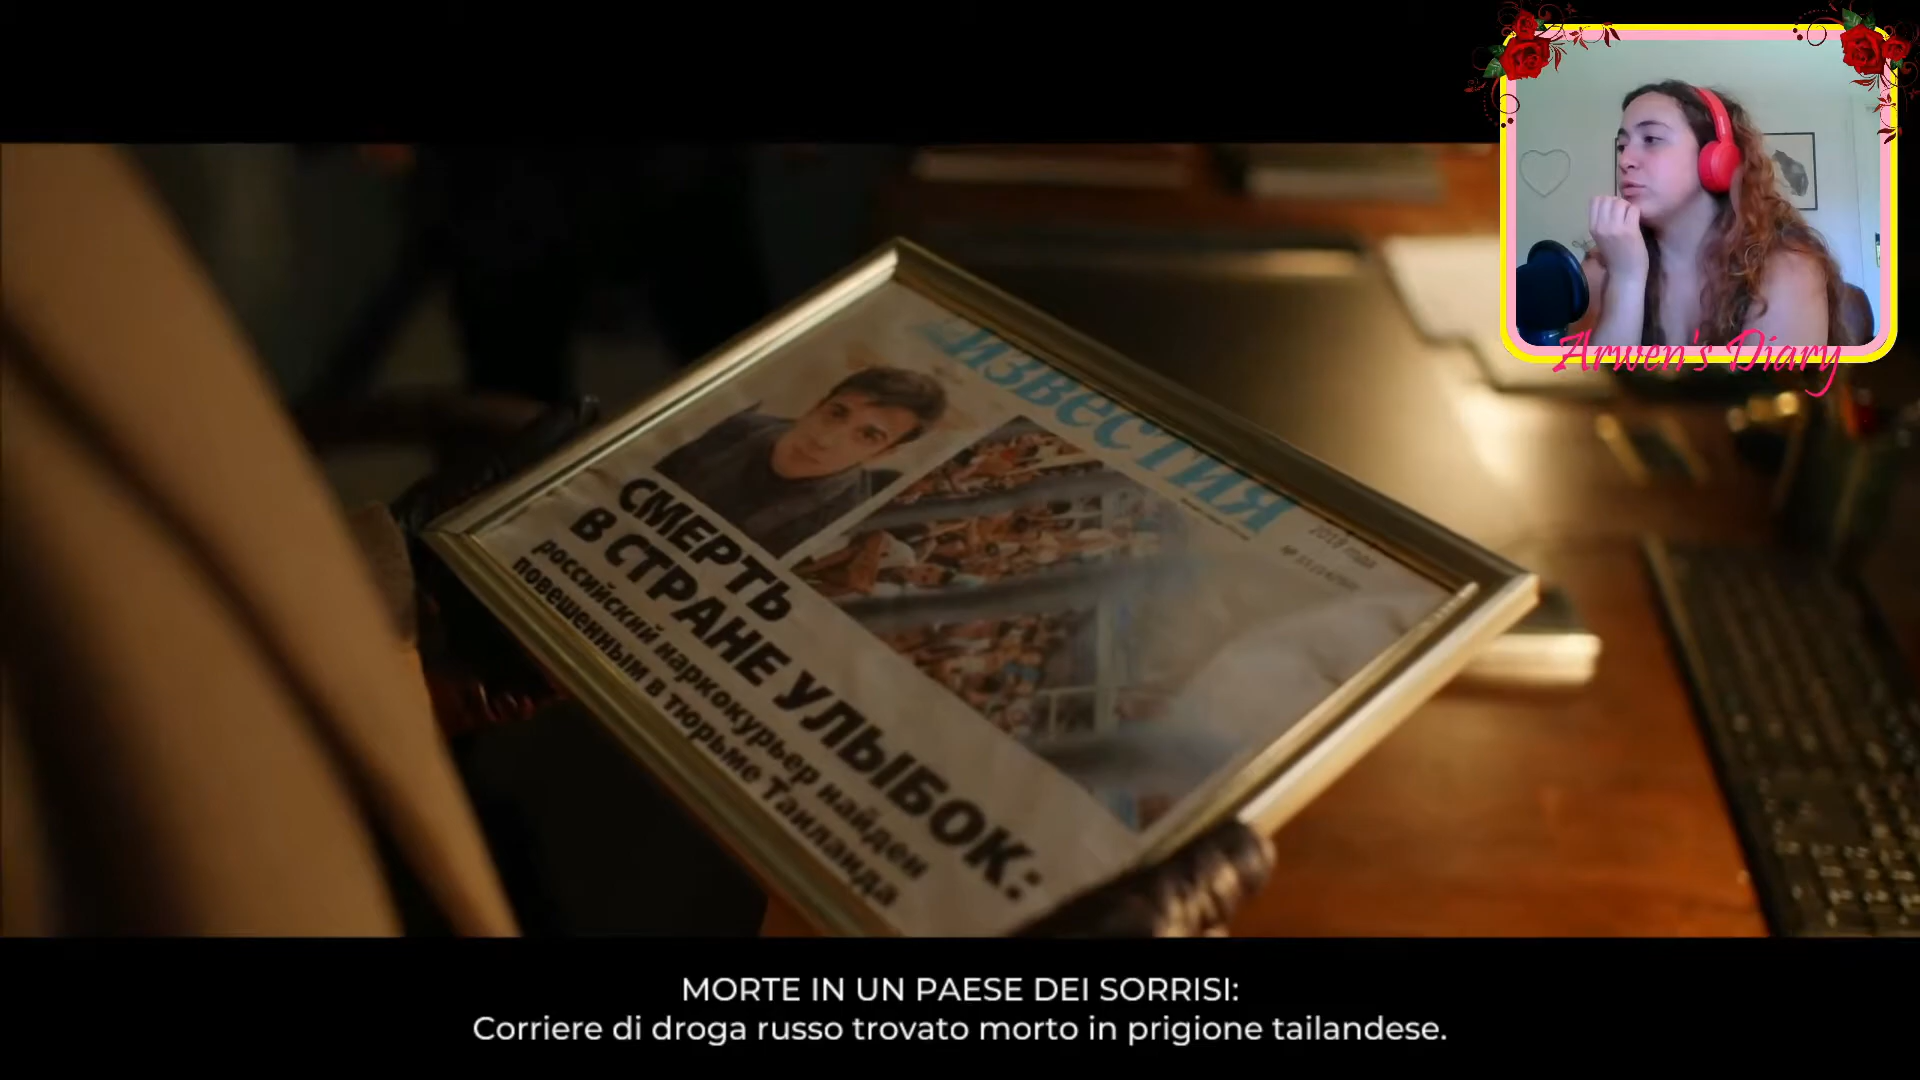 Arwen's Diary
известия
СМЕРТЬ
В СТРАНЕ УЛЫБОК:
российский наркокурьер найден
повешенным в тюрьме Таиланда
MORTE IN UN PAESE DEI SORRISI:
Corriere di droga russo trovato morto in prigione tailandese.